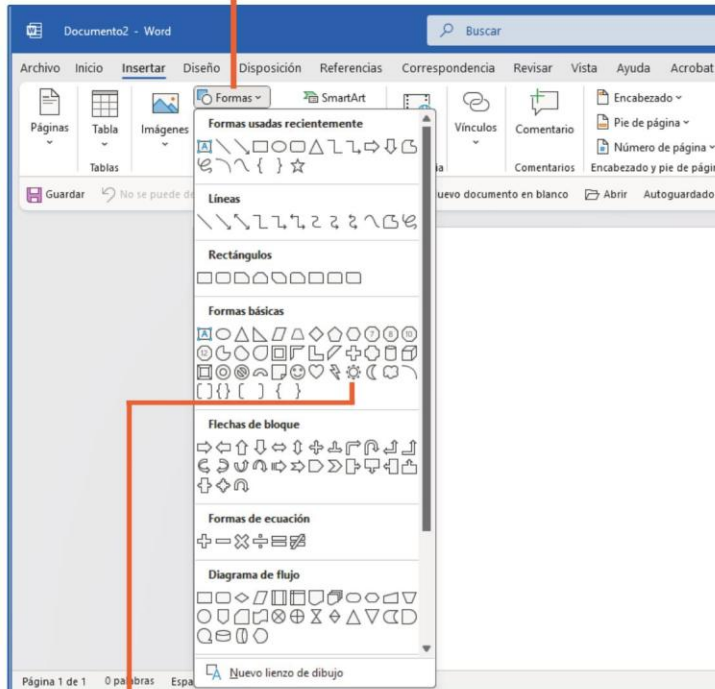 Documento2 - Word
Buscar
Archivo Inicio Insertar Diseño Disposición Referencias Correspondencia Revisar Vista Ayuda Acrobat
Formas SmartArt
Páginas Tabla Imágenes Vínculos Comentario
Encabezado
Pie de página
Número de página
Tablas ia Comentarios Encabezado y pie de pági
Guardar No se puede de uevo documento en blanco Abrir Autoguardado
Formas usadas recientemente
Líneas
Rectángulos
Formas básicas
Flechas de bloque
Formas de ecuación
Diagrama de flujo
Nuevo lienzo de dibujo
Página 1 de 1 0 palabras Espa